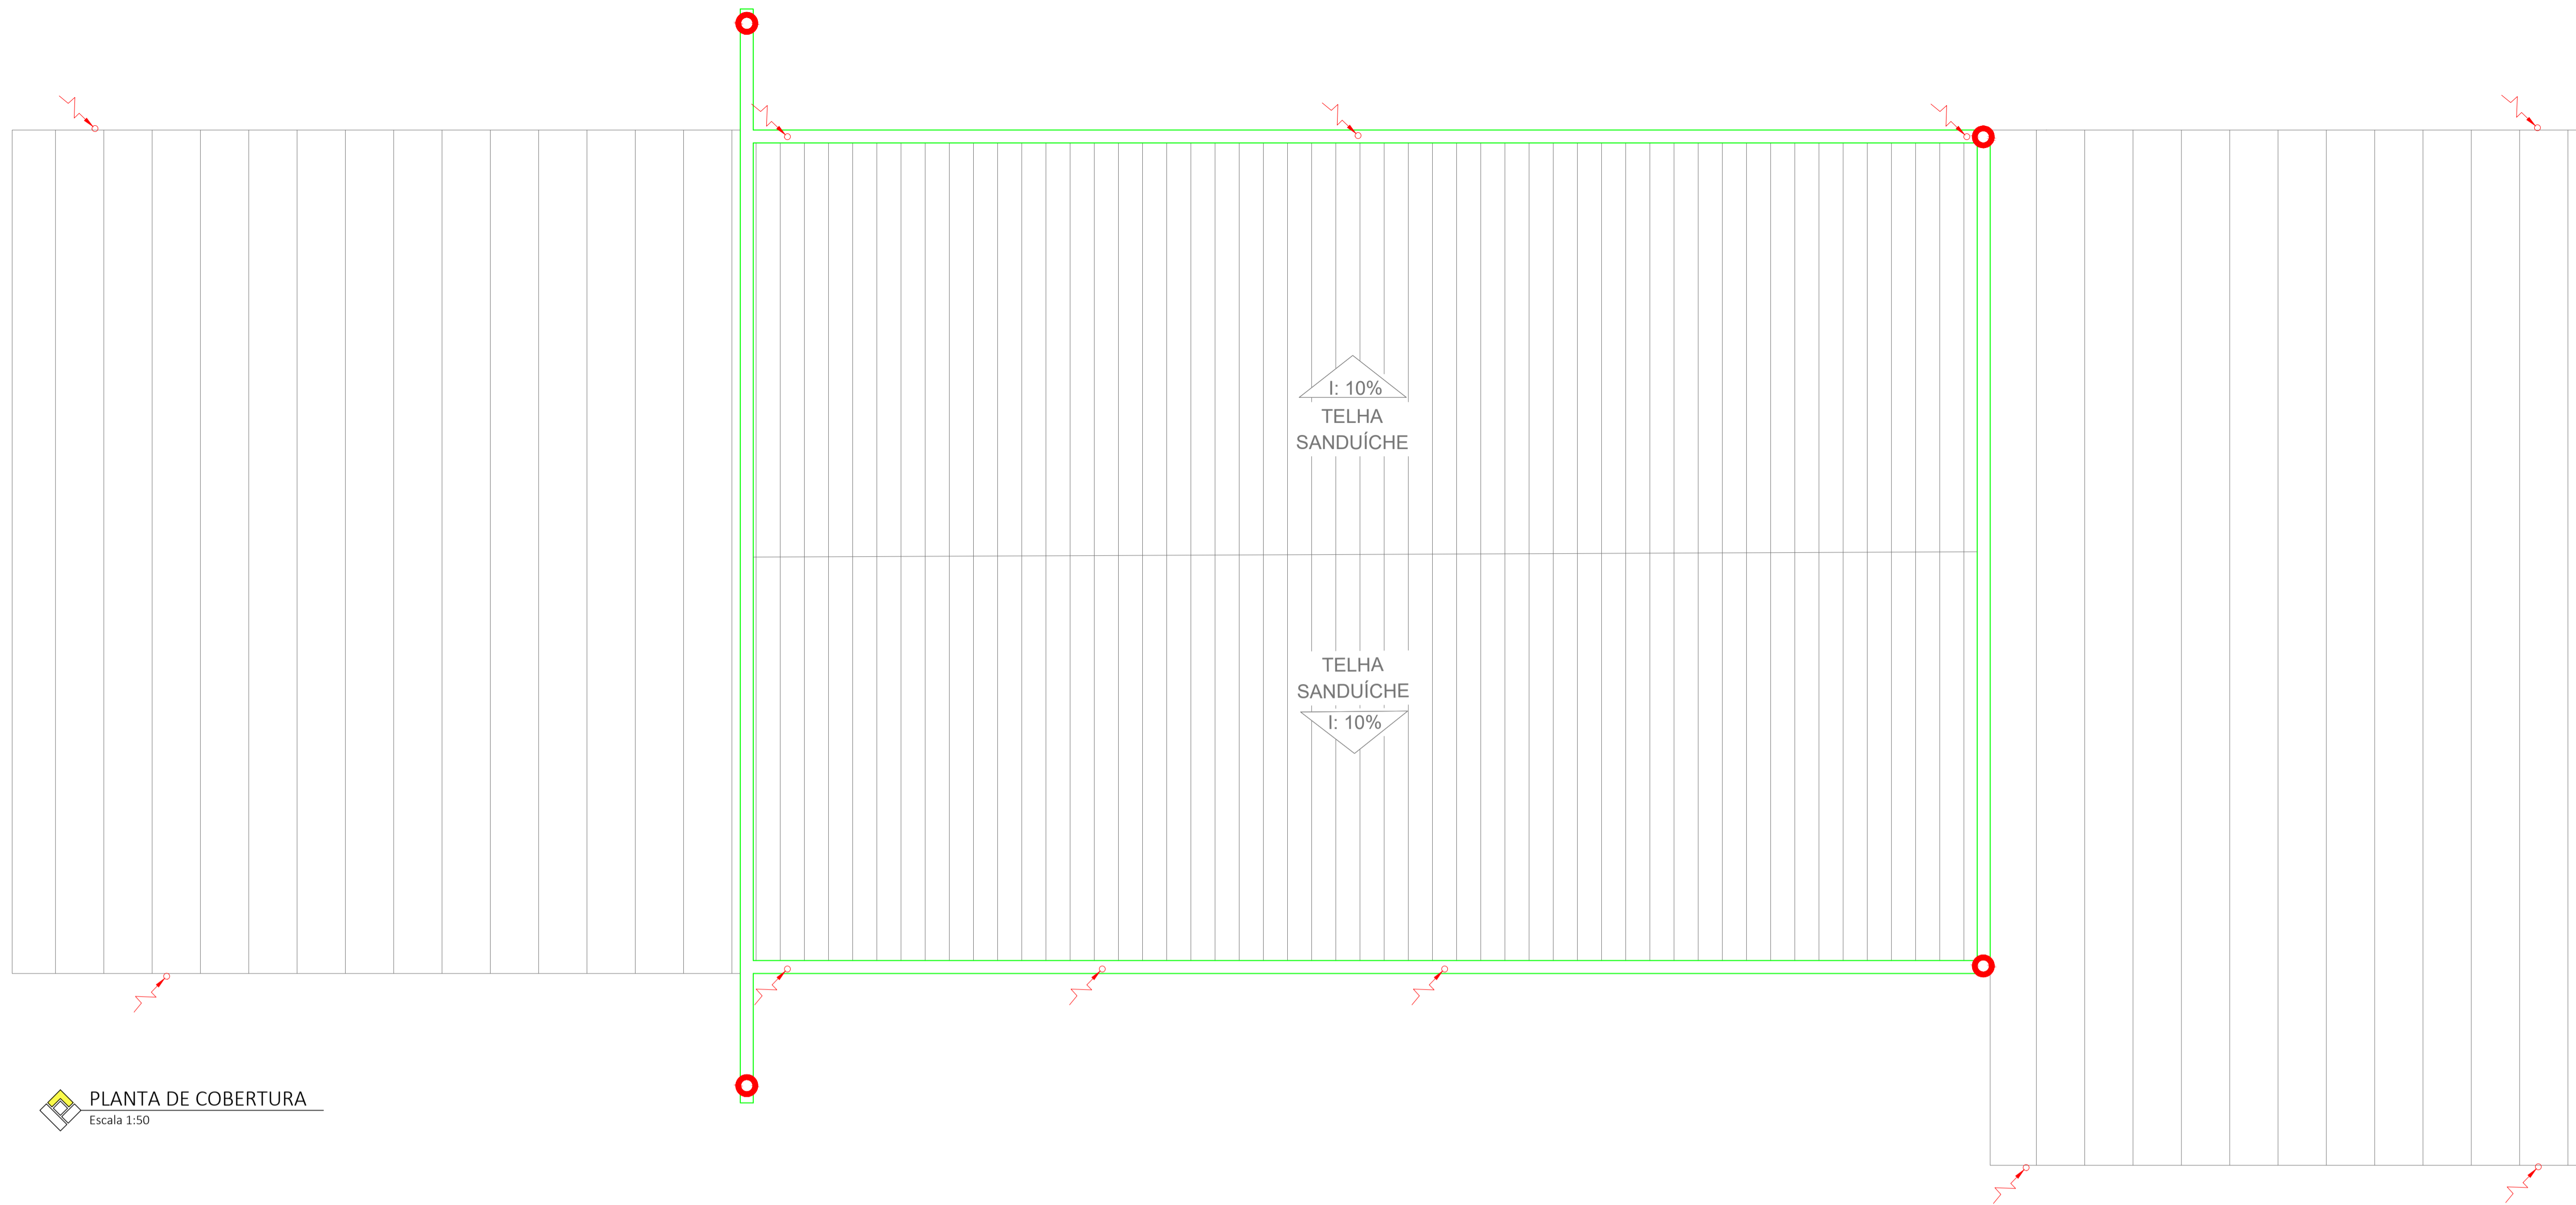 I: 10%
TELHA
SANDUÍCHE
TELHA
SANDUÍCHE
I: 10%
PLANTA DE COBERTURA
Escala 1:50